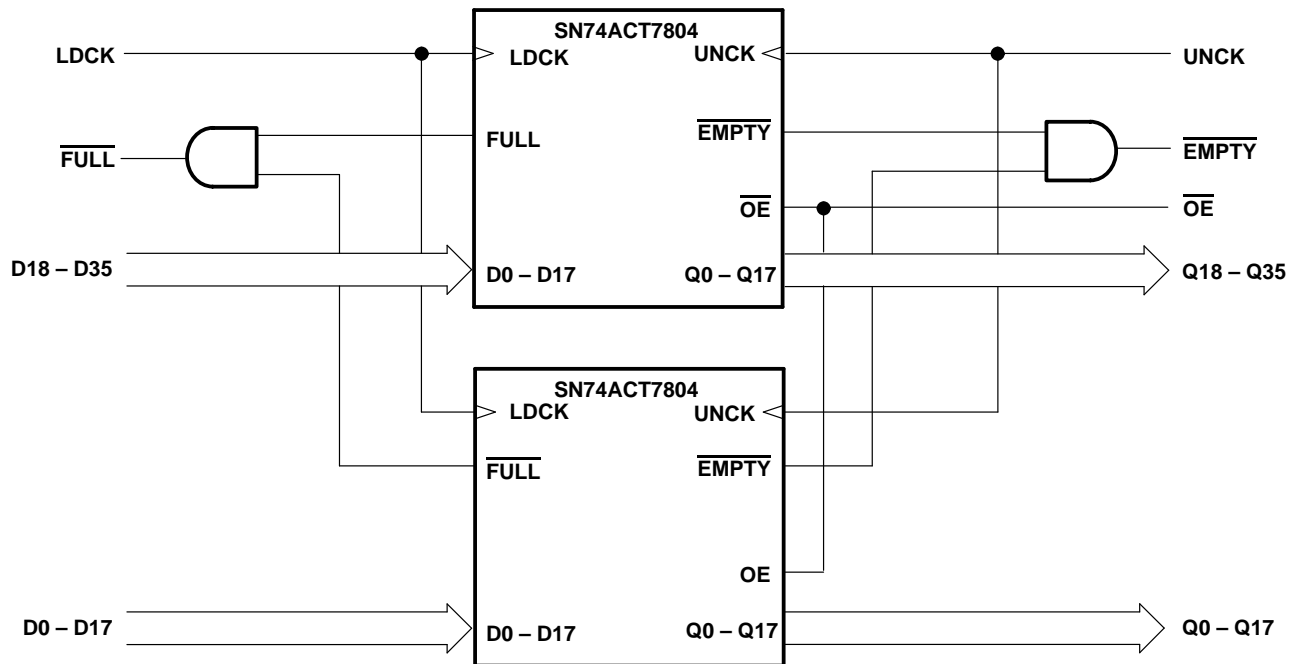 SN74ACT7804
LDCK
LDCK
UNCK
UNCK
FULL
FULL
EMPTY
EMPTY
OE
OE
D18 – D35
D0 – D17
Q0 – Q17
Q18 – Q35
SN74ACT7804
LDCK
UNCK
FULL
EMPTY
OE
D0 – D17
D0 – D17
Q0 – Q17
Q0 – Q17